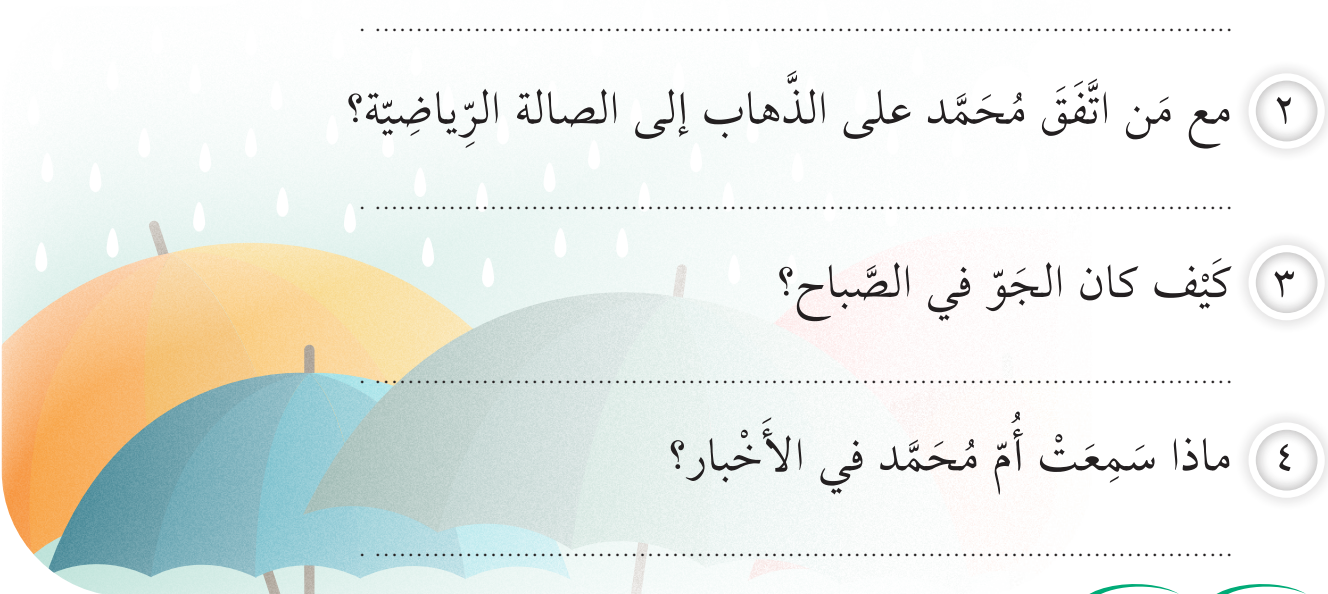 ................................................................ .
٢ مع مَن اتَّفَقَ مُحَمَّد على الذَّهاب إلى الصالة الرِّياضِيّة؟
................................................................ .
٣ كَيْف كان الجَوّ في الصَّباح؟
................................................................ .
٤ ماذا سَمِعَتْ أُمّ مُحَمَّد في الأَخْبار؟
................................................................ .